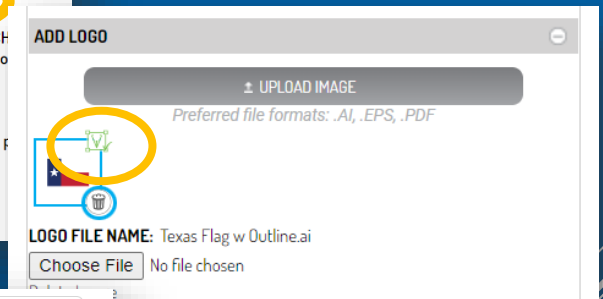 ADD LOGO
UPLOAD IMAGE
Preferred file formats: .AI, .EPS, .PDF
LOGO FILE NAME: Texas Flag w Outline.ai
Choose File No file chosen